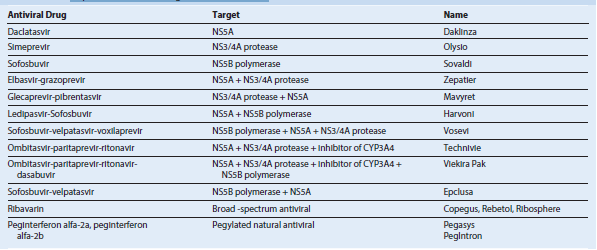 Antiviral Drug Target Name
Daclatasvir NS5A Daklinza
Simeprevir NS3/4A protease Olysio
Sofosbuvir NS5B polymerase Sovaldi
Elbasvir-grazoprevir NS5A + NS3/4A protease Zepatier
Glecaprevir-pibrentasvir NS3/4A protease + NS5A Mavyret
Ledipasvir-Sofosbuvir NS5A + NS5B polymerase Harvoni
Sofosbuvir-velpatasvir-voxilaprevir NS5B polymerase + NS5A + NS3/4A protease Vosevi
Ombitasvir-paritaprevir-ritonavir NS5A + NS3/4A protease + inhibitor of CYP3A4 Technivie
Ombitasvir-paritaprevir-ritonavir- NS5A + NS3/4A protease + inhibitor of CYP3A4 + Viekira Pak
dasabuvir NS5B polymerase
Sofosbuvir-velpatasvir NS5B polymerase + NS5A Epclusa
Ribavarin Broad -spectrum antiviral Copegus, Rebetol, Ribosphere
Peginterferon alfa-2a, peginterferon Pegylated natural antiviral Pegasys
alfa-2b PegIntron